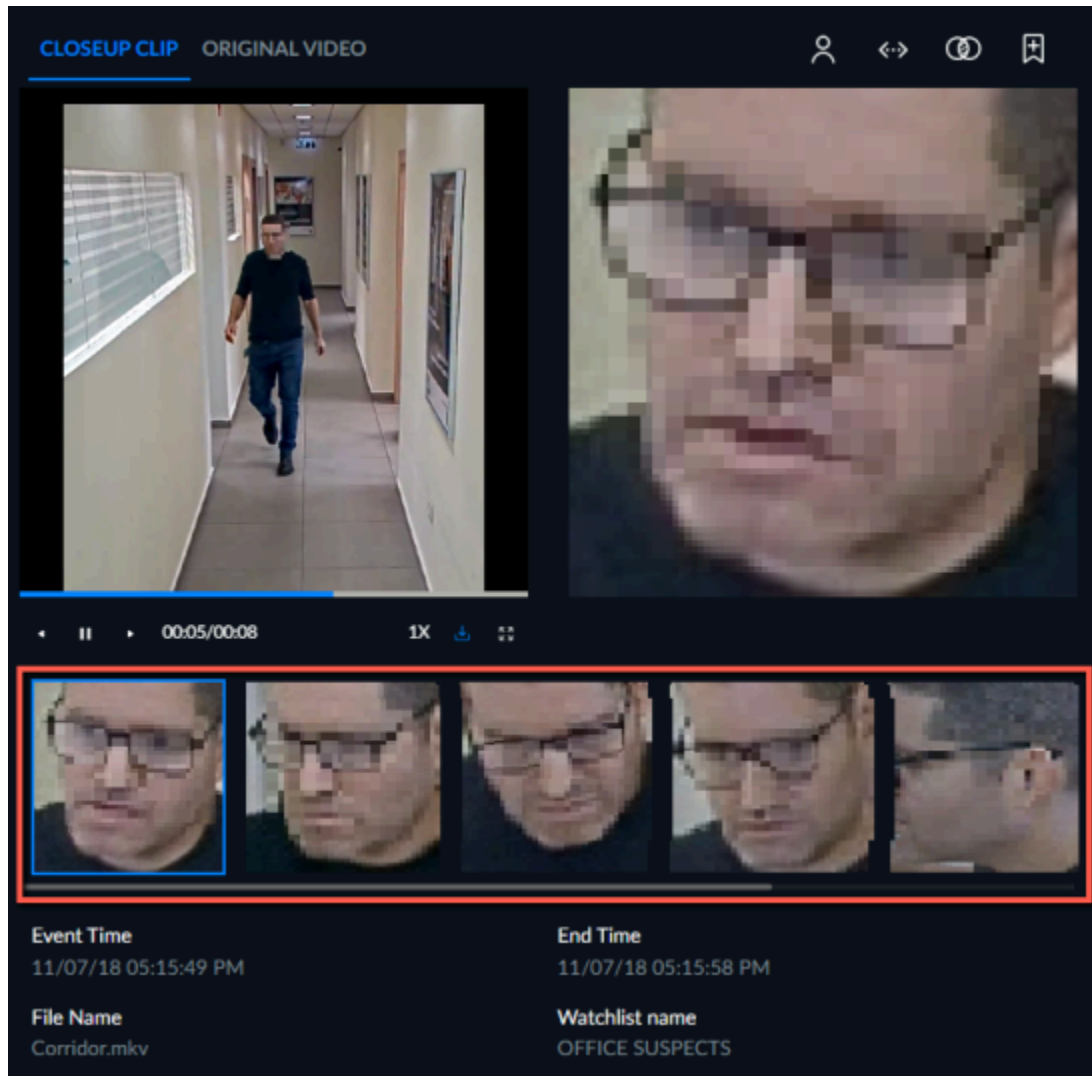 CLOSEUP CLIP ORIGINAL VIDEO
00:05/00:08 1X
Event Time End Time
11/07/18 05:15:49 PM 11/07/18 05:15:58 PM
File Name Watchlist name
Corridor.mkv OFFICE SUSPECTS